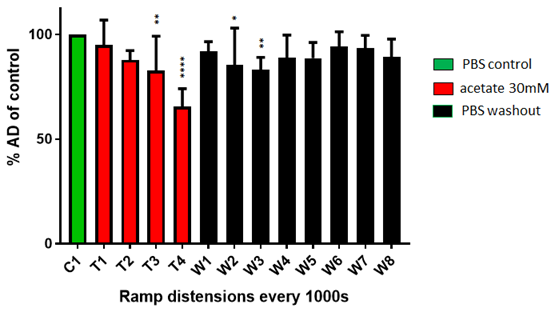 % AD of control
100
50
0
**
****
*
**
C1 T1 T2 T3 T4 W1 W2 W3 W4 W5 W6 W7 W8
Ramp distensions every 1000s
PBS control
acetate 30mM
PBS washout